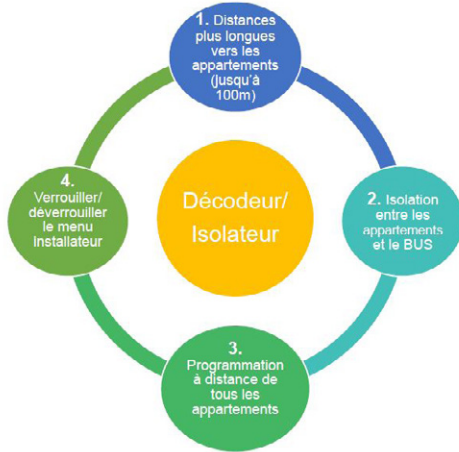 1. Distances
plus longues
vers les
appartements
(jusqu'à
100m)
2. Isolation
entre les
appartements
et le BUS
3.
Programmation
à distance de
tous les
appartements
4.
Verrouiller/
déverrouiller
le menu
Installateur
Décodeur/
Isolateur